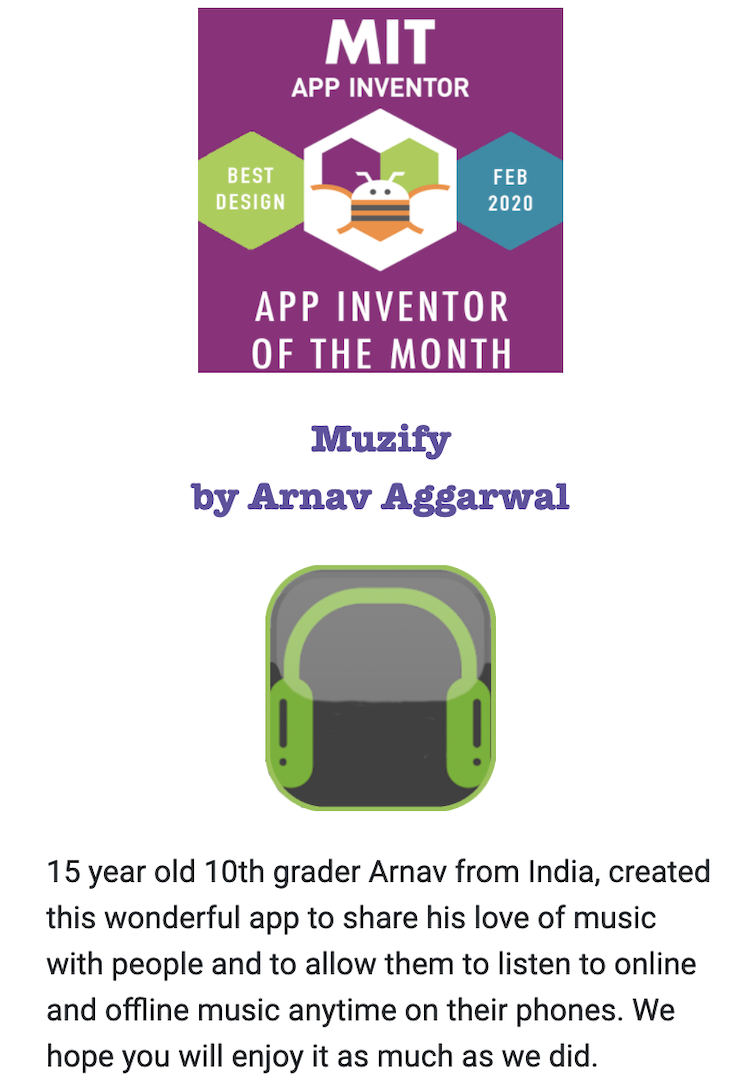 MIT
APP INVENTOR
BEST
DESIGN
FEB
2020
APP INVENTOR
OF THE MONTH
Muzify
by Arnav Aggarwal
15 year old 10th grader Arnav from India, created
this wonderful app to share his love of music
with people and to allow them to listen to online
and offline music anytime on their phones. We
hope you will enjoy it as much as we did.